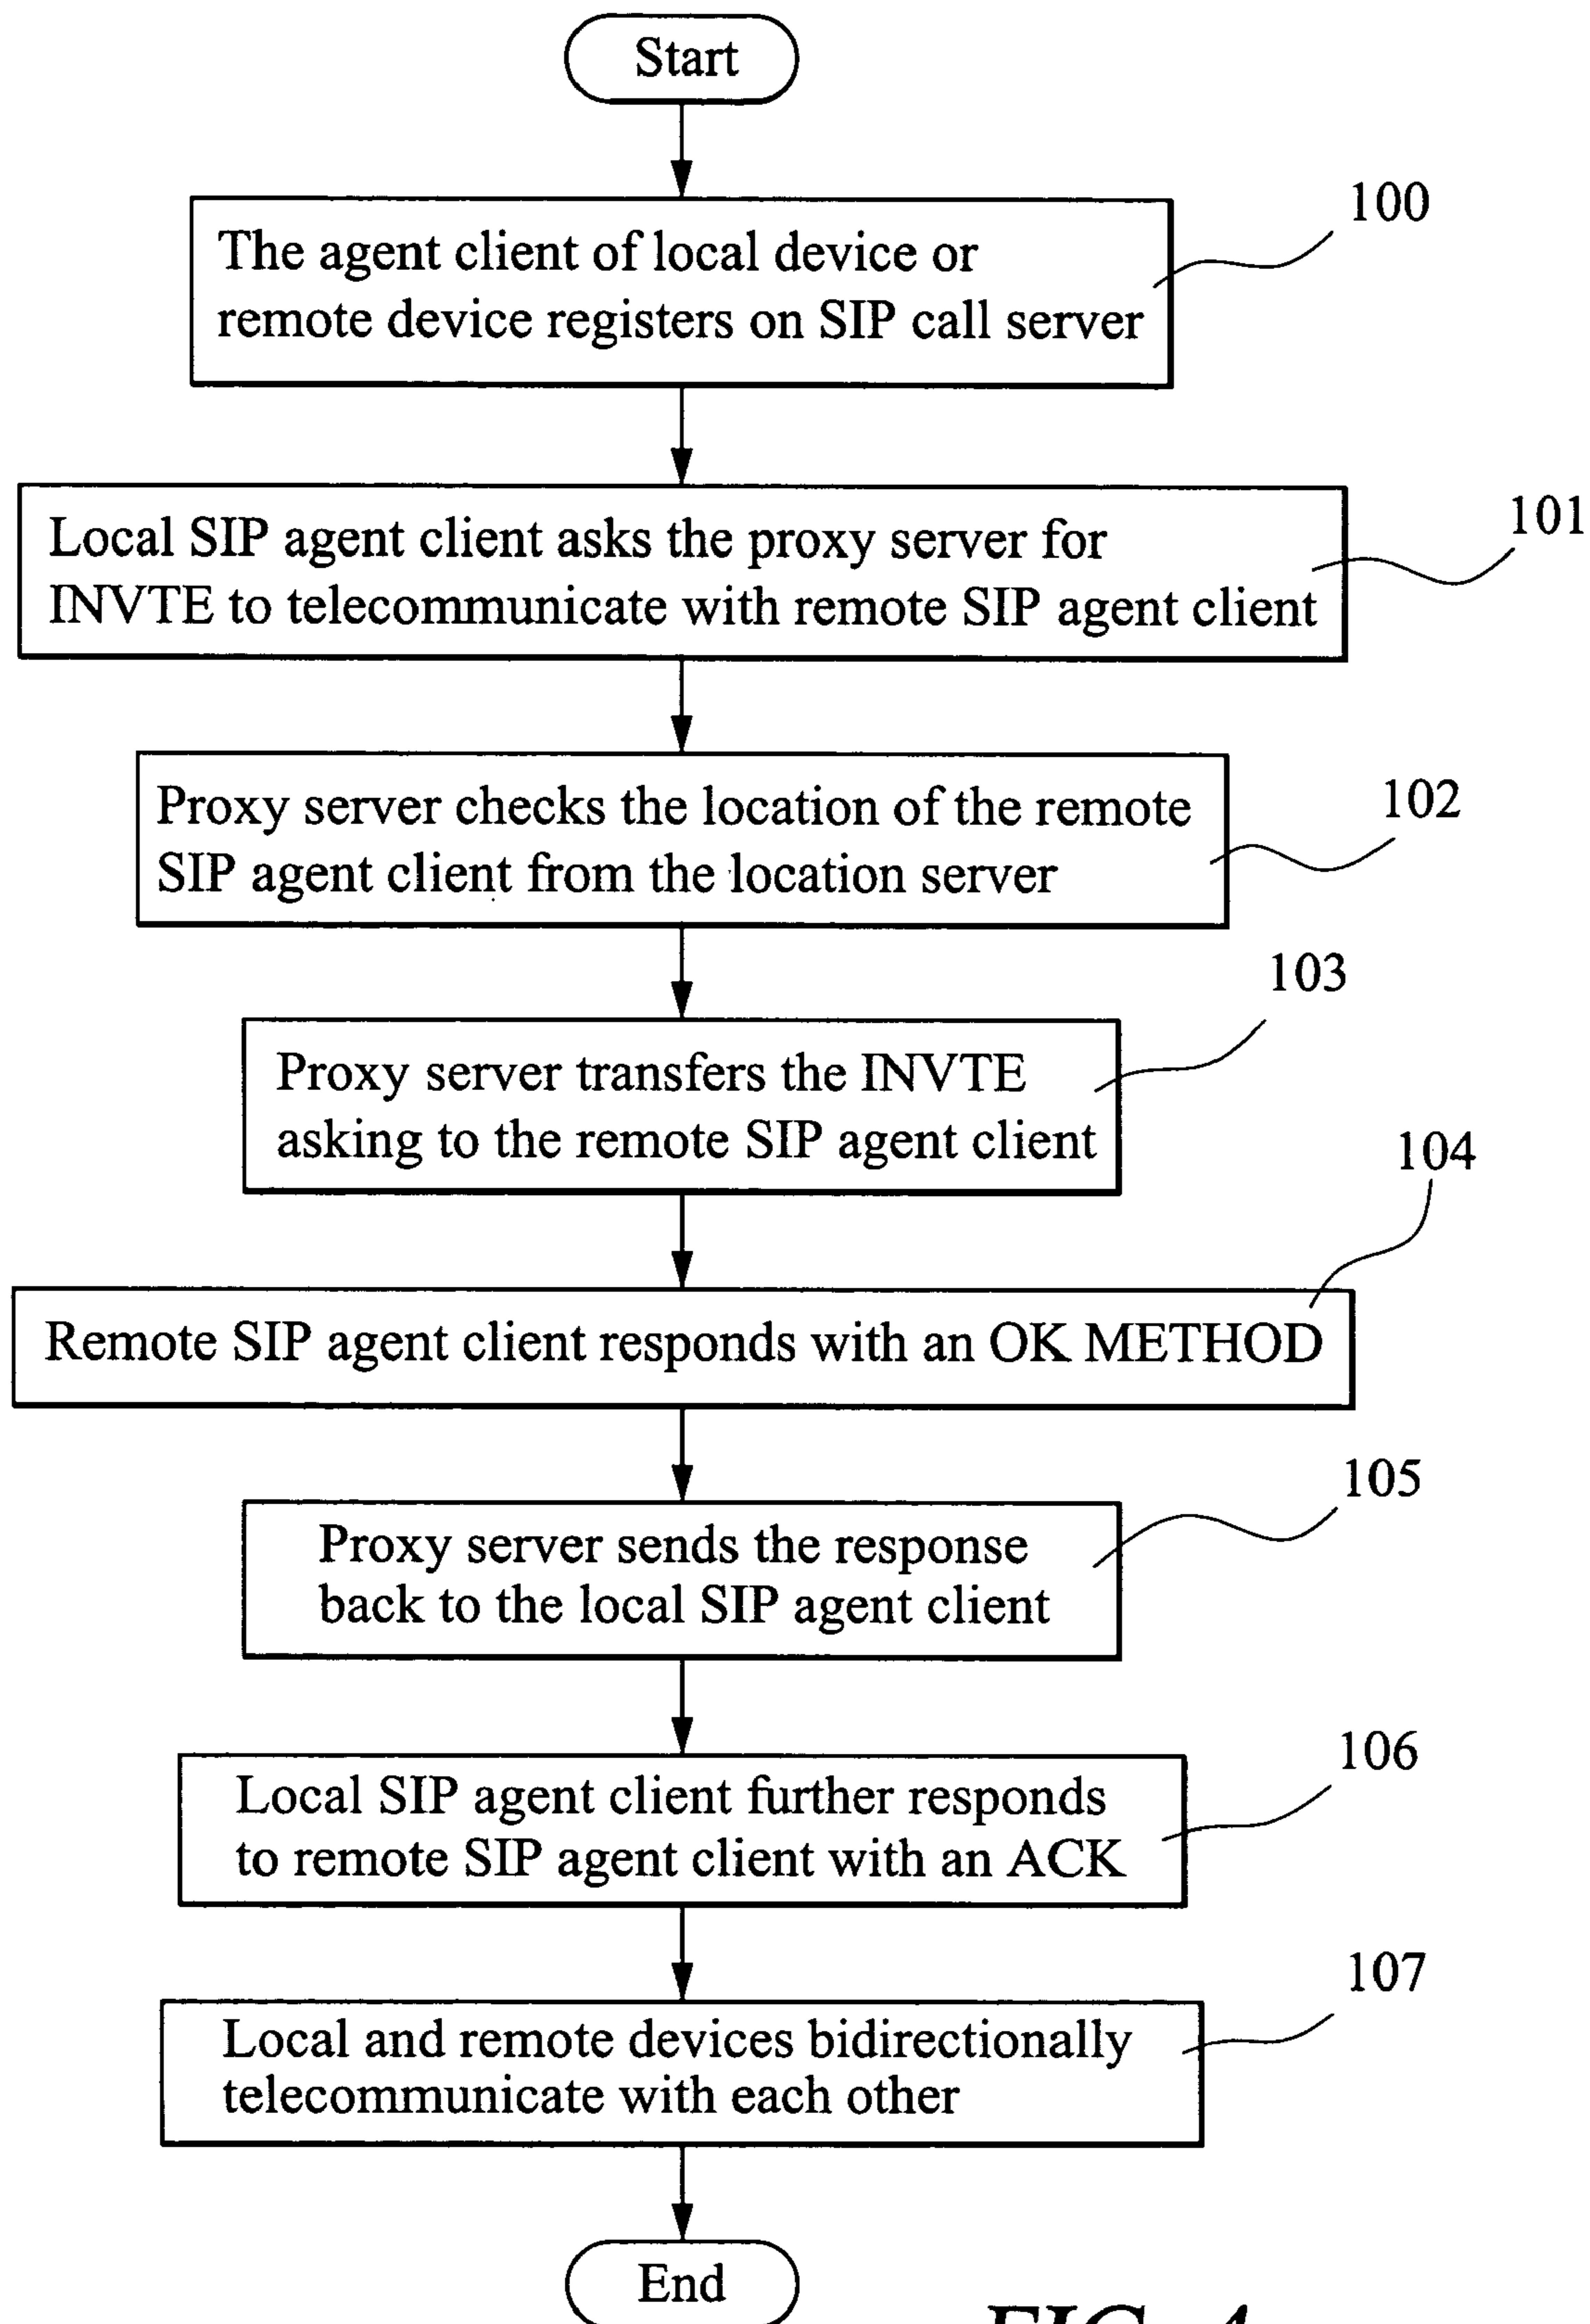 Start
100
The agent client of local device or
remote device registers on SIP call server
101
Local SIP agent client asks the proxy server for
INVTE to telecommunicate with remote SIP agent client
102
Proxy server checks the location of the remote
SIP agent client from the location server
103
Proxy server transfers the INVTE
asking to the remote SIP agent client
104
Remote SIP agent client responds with an OK METHOD
105
Proxy server sends the response
back to the local SIP agent client
106
Local SIP agent client further responds
to remote SIP agent client with an ACK
107
Local and remote devices bidirectionally
telecommunicate with each other
End